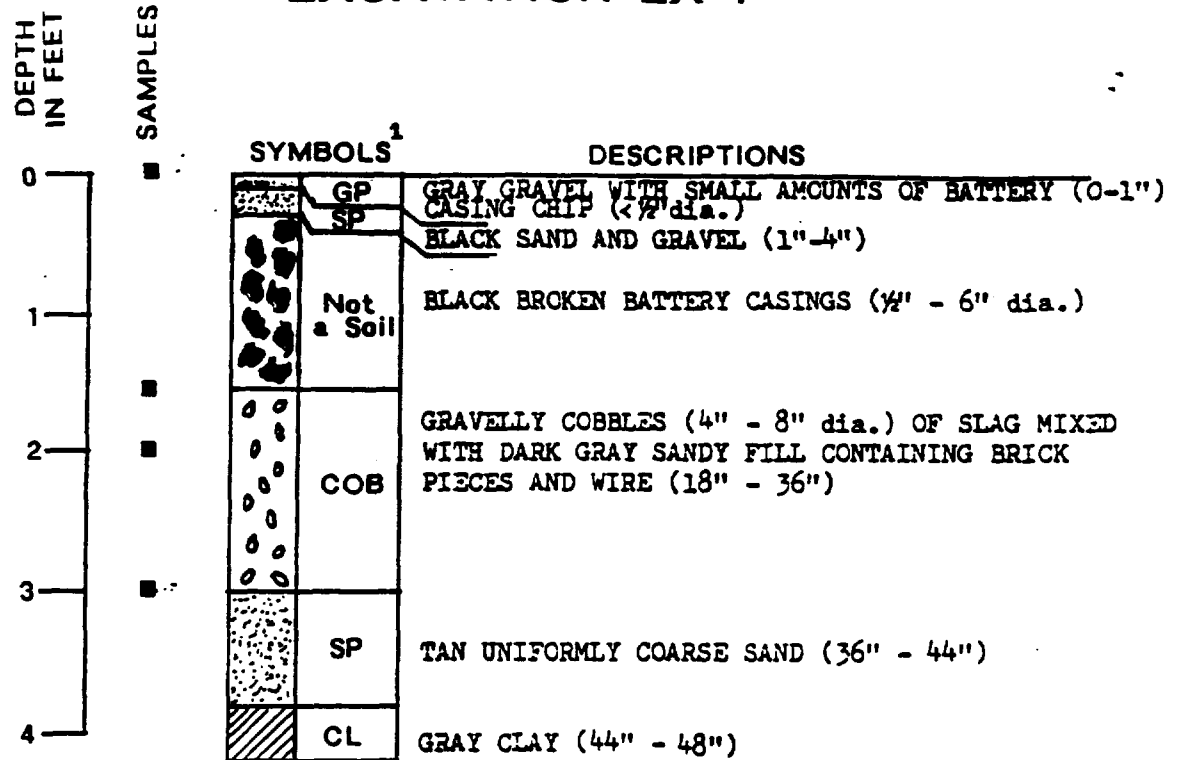 DEPTH
IN FEET
SAMPLES
SYMBOLS¹
DESCRIPTIONS
0
GP
GRAY GRAVEL WITH SMALL AMOUNTS OF BATTERY (0-1")
CASING CHIP (<½"dia.)
SP
BLACK SAND AND GRAVEL (1"-4")
1
Not
a Soil
BLACK BROKEN BATTERY CASINGS (½" - 6" dia.)
2
COB
GRAVELLY COBBLES (4" - 8" dia.) OF SLAG MIXED
WITH DARK GRAY SANDY FILL CONTAINING BRICK
PIECES AND WIRE (18" - 36")
3
SP
TAN UNIFORMLY COARSE SAND (36" - 44")
4
CL
GRAY CLAY (44" - 48")